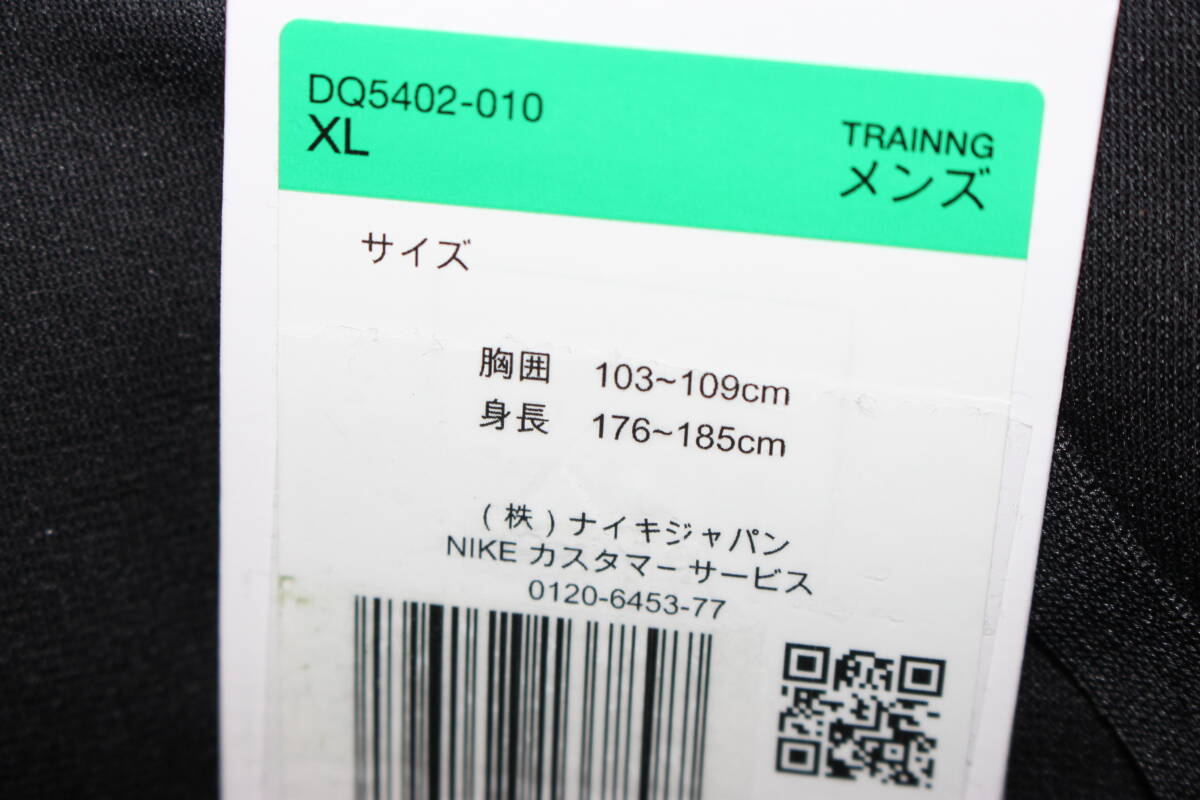 DQ5402-010
XL
TRAINNG
メンズ
サイズ
胸囲 103~109cm
身長 176~185cm
(株)ナイキジャパン
NIKE カスタマーサービス
0120-6453-77